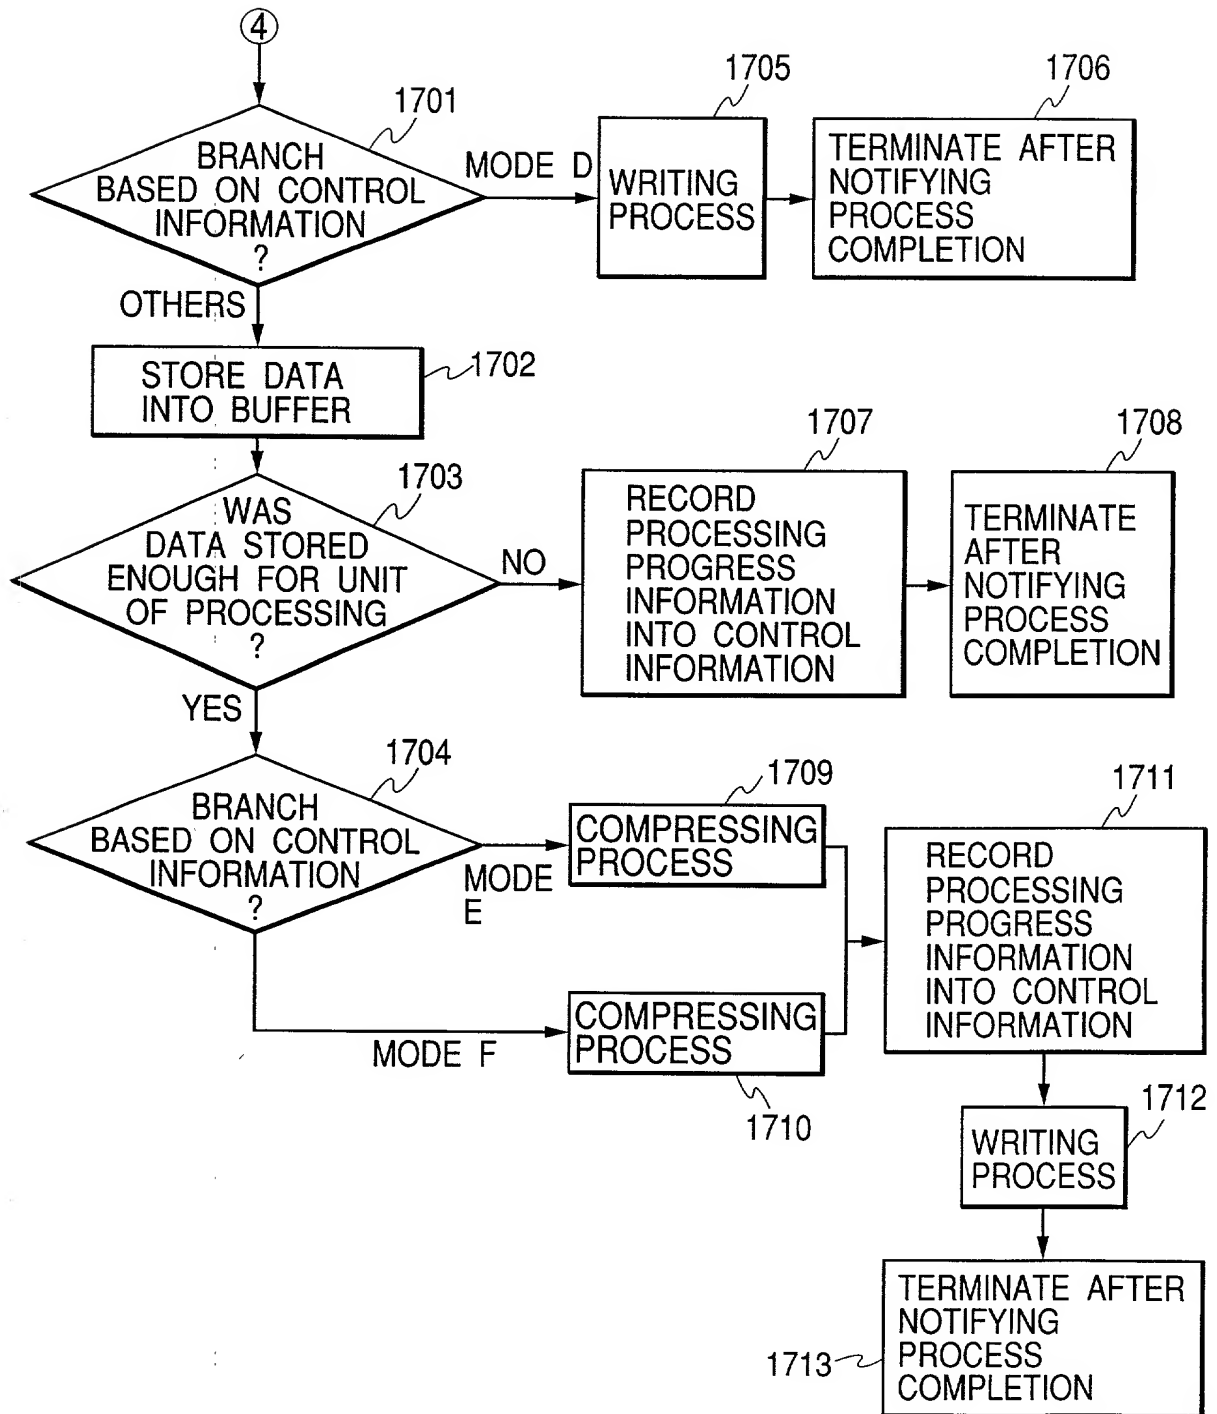 4
1701
BRANCH
BASED ON CONTROL
INFORMATION
?
MODE D
1705
WRITING
PROCESS
1706
TERMINATE AFTER
NOTIFYING
PROCESS
COMPLETION
OTHERS
STORE DATA
INTO BUFFER
1702
1703
WAS
DATA STORED
ENOUGH FOR UNIT
OF PROCESSING
?
NO
1707
RECORD
PROCESSING
PROGRESS
INFORMATION
INTO CONTROL
INFORMATION
1708
TERMINATE
AFTER
NOTIFYING
PROCESS
COMPLETION
YES
1704
BRANCH
BASED ON CONTROL
INFORMATION
?
MODE
E
1709
COMPRESSING
PROCESS
MODE F
COMPRESSING
PROCESS
1710
1711
RECORD
PROCESSING
PROGRESS
INFORMATION
INTO CONTROL
INFORMATION
1712
WRITING
PROCESS
TERMINATE AFTER
NOTIFYING
PROCESS
COMPLETION
1713